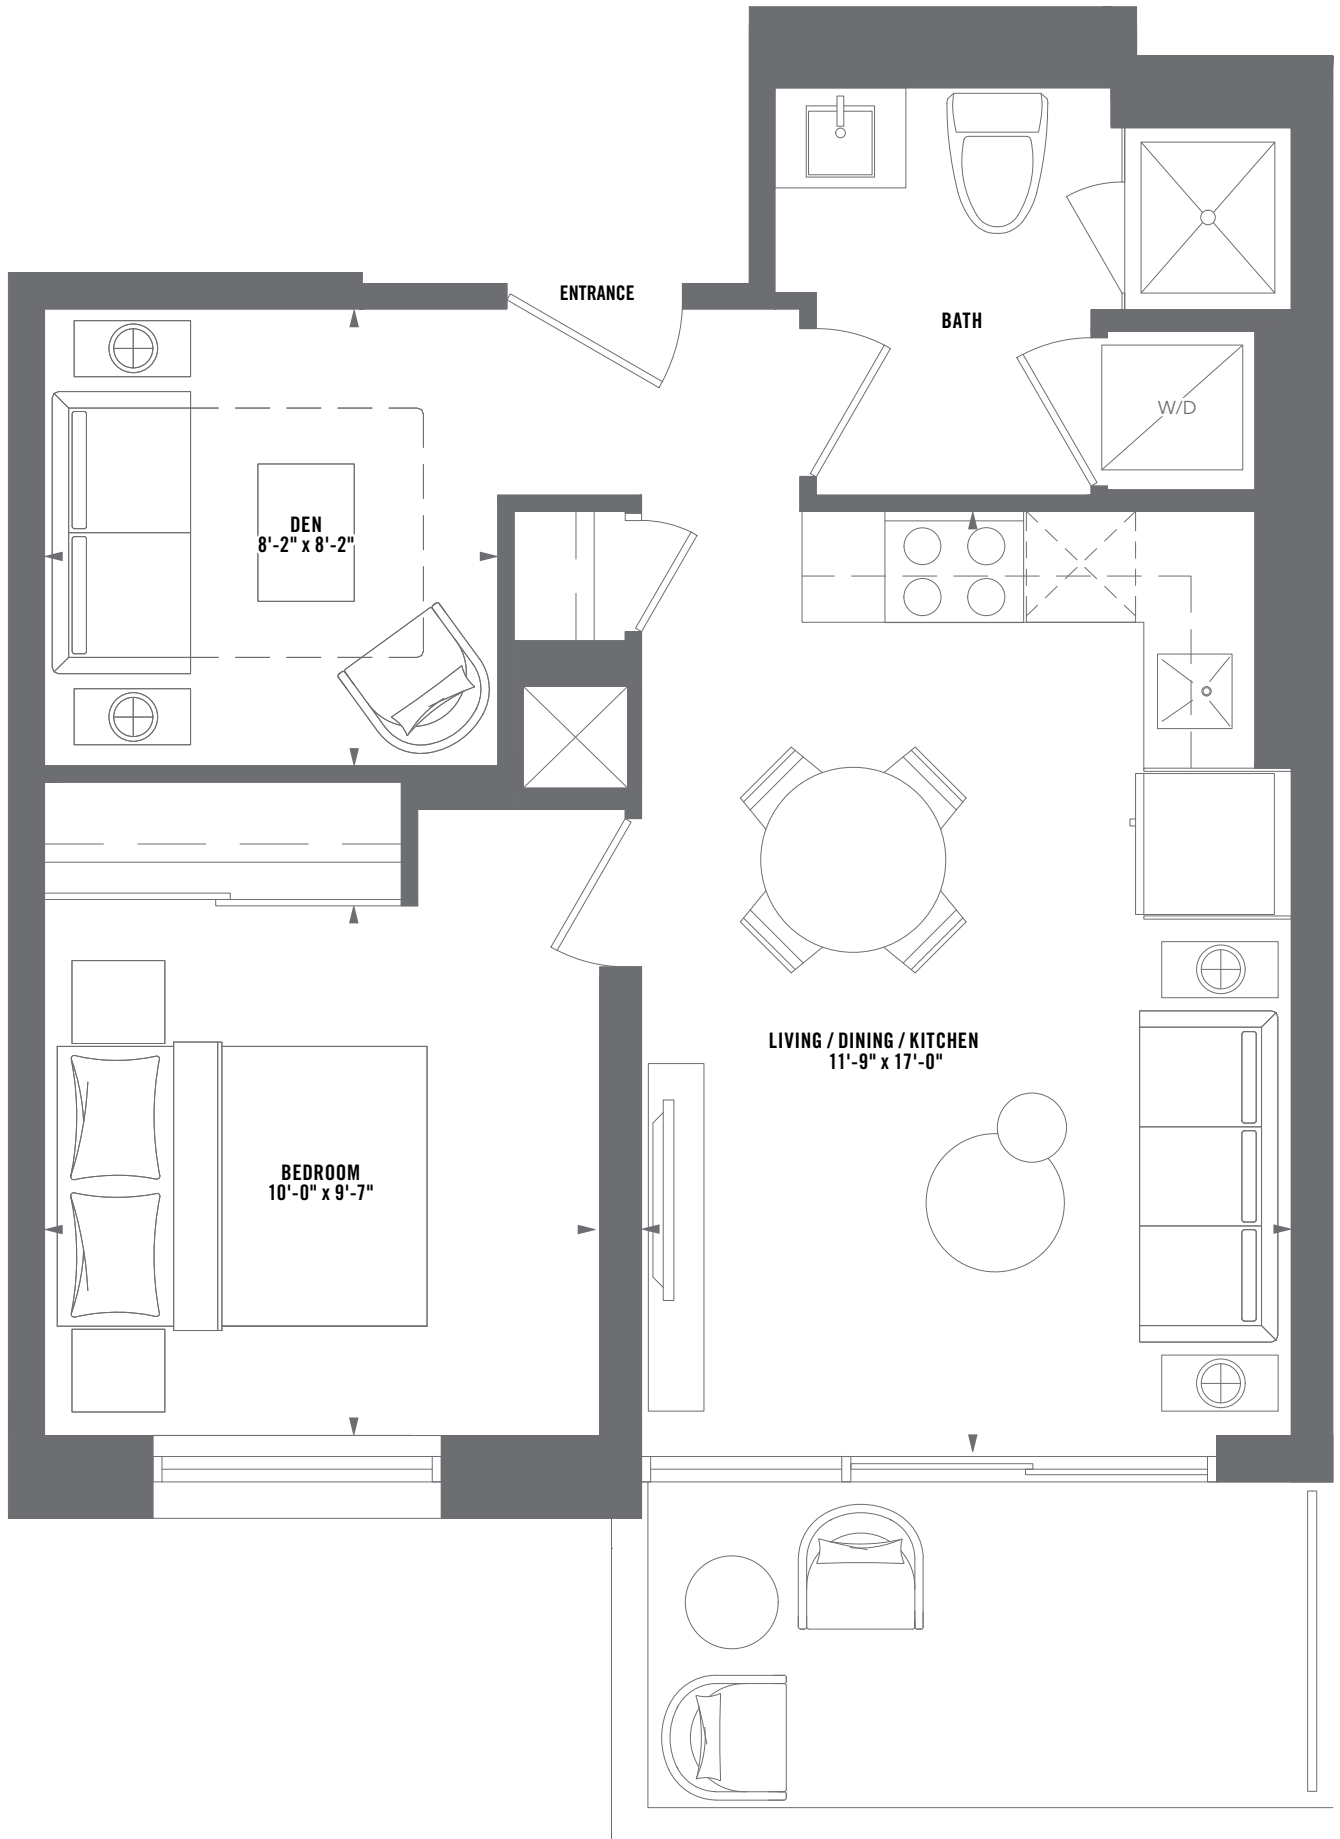 ENTRANCE
BATH
W/D
DEN
8'-2" x 8'-2"
LIVING / DINING / KITCHEN
11'-9" x 17'-0"
BEDROOM
10'-0" x 9'-7"